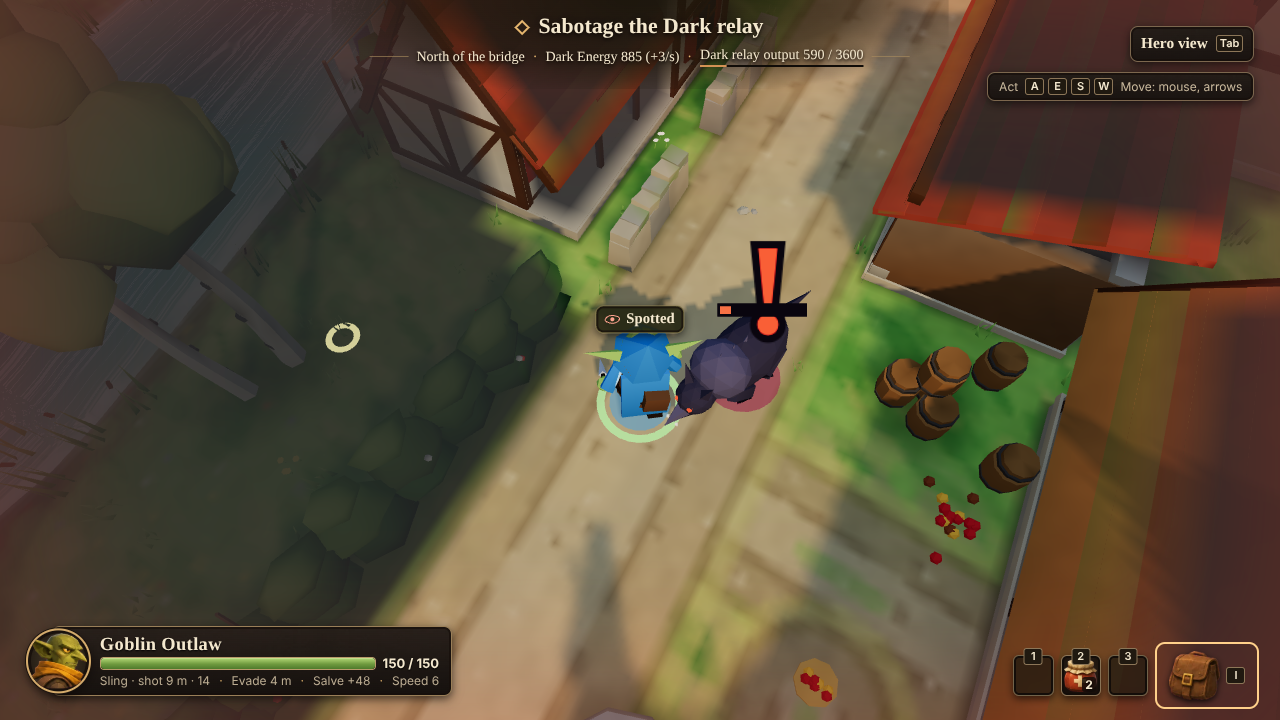 Sabotage the Dark relay
North of the bridge · Dark Energy 885 (+3/s) · Dark relay output 590 / 3600
Hero view Tab
Act A E S W Move: mouse, arrows
Spotted
Goblin Outlaw
150 / 150
Sling · shot 9 m · 14 · Evade 4 m · Salve +48 · Speed 6
1 2 3
2
I